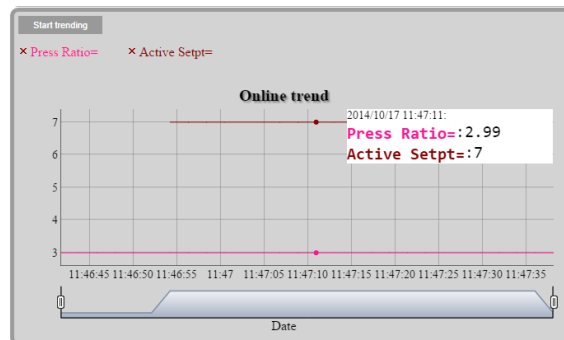 Start trending
× Press Ratio= × Active Setpt=
Online trend
2014/10/17 11:47:11:
Press Ratio=:2.99
Active Setpt=:7
7
6
5
4
3
11:46:45 11:46:50 11:46:55 11:47 11:47:05 11:47:10 11:47:15 11:47:20 11:47:25 11:47:30 11:47:35
Date